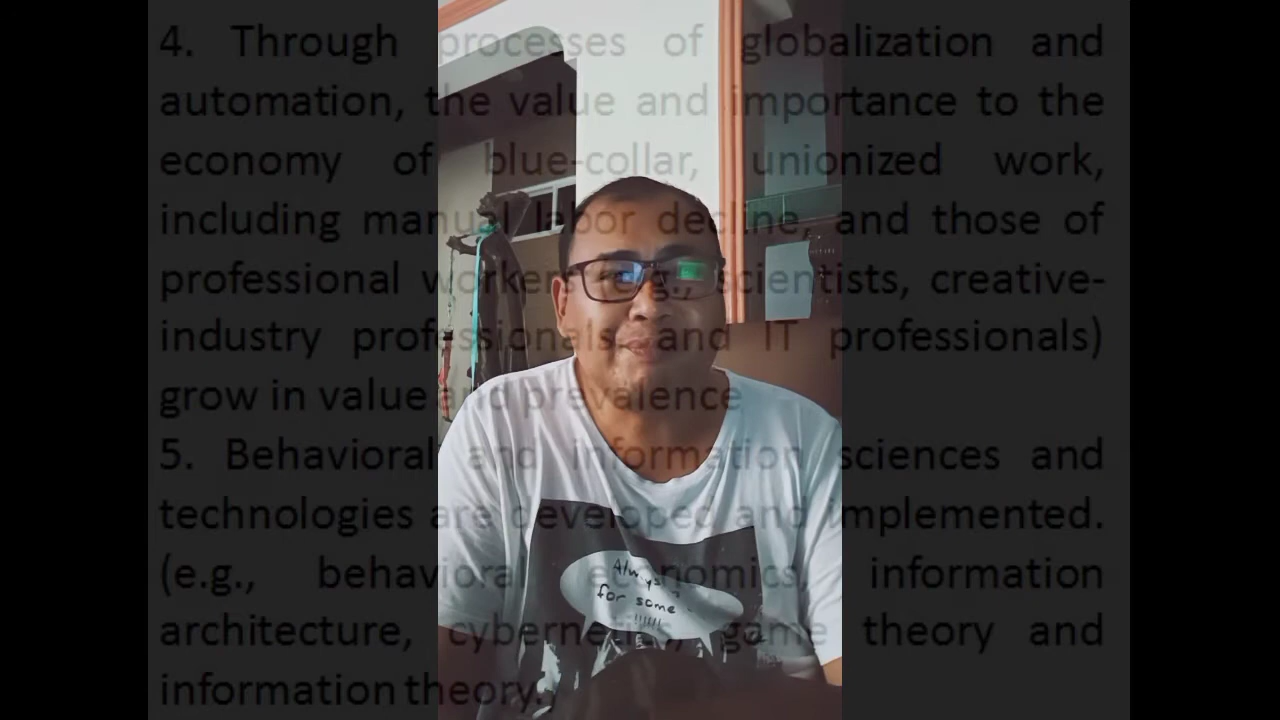 4. Through processes of globalization and
automation, the value and importance to the
economy of blue-collar, unionized work,
including manual labor decline, and those of
professional workers (e.g., scientists, creative-
industry professionals, and IT professionals)
grow in value and prevalence
5. Behavioral and information sciences and
technologies are developed and implemented.
(e.g., behavioral economics, information
architecture, cybernetics, game theory and
information theory.
Always
for some